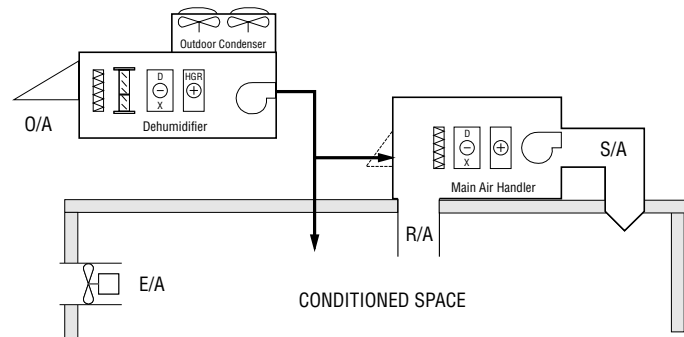 Outdoor Condenser
D
HGR
X
Dehumidifier
O/A
D
X
Main Air Handler
S/A
R/A
E/A
CONDITIONED SPACE